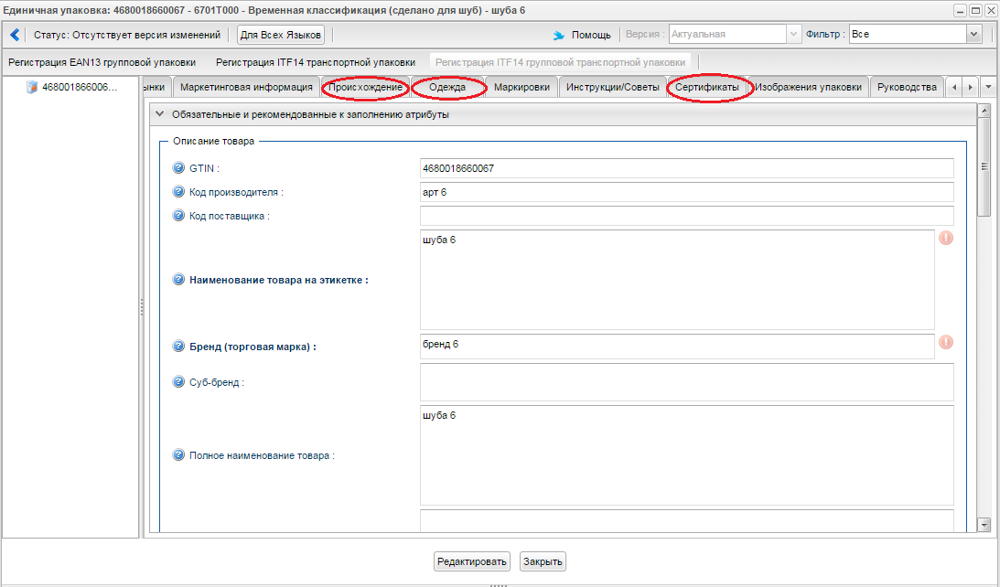 Единичная упаковка: 4680018660067 - 6701T000 - Временная классификация (сделано для шуб) - шуба 6
Статус: Отсутствует версия изменений Для Всех Языков Помощь Версия : Актуальная Фильтр : Все
Регистрация EAN13 групповой упаковки Регистрация ITF14 транспортной упаковки Регистрация ITF14 групповой транспортной упаковки
468001866006... ынки Маркетинговая информация Происхождение Одежда Маркировки Инструкции/Советы Сертификаты Изображения упаковки Руководства
Обязательные и рекомендованные к заполнению атрибуты
Описание товара
GTIN : 4680018660067
Код производителя : арт 6
Код поставщика :
шуба 6
Наименование товара на этикетке :
Бренд (торговая марка) : бренд 6
Суб-бренд :
шуба 6
Полное наименование товара :
Редактировать Закрыть